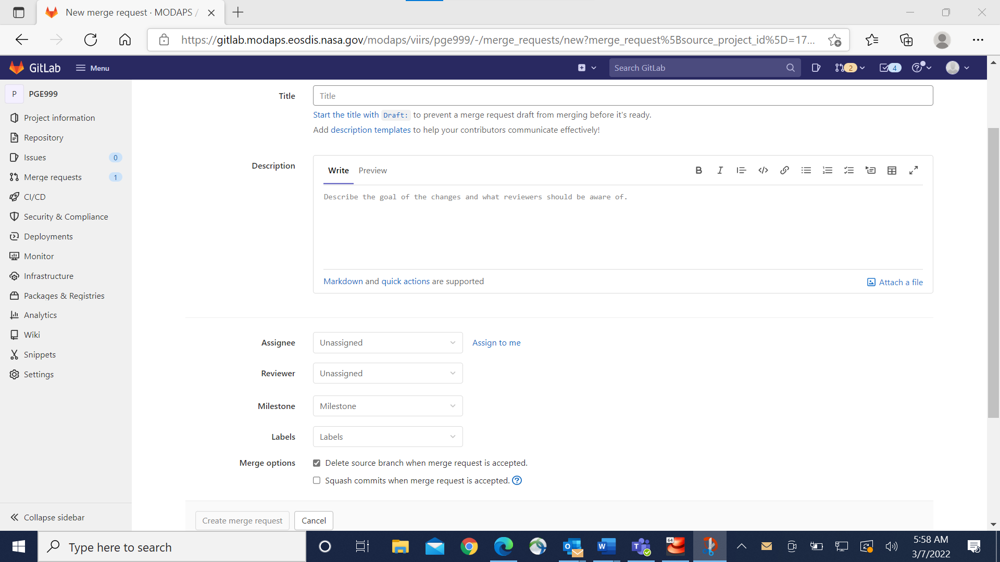 New merge request · MODAPS /
https://gitlab.modaps.eosdis.nasa.gov/modaps/viirs/pge999/-/merge_requests/new?merge_request%5Bsource_project_id%5D=17...
GitLab
Menu
Search GitLab
2
4
P
PGE999
Project information
Repository
Issues
0
Merge requests
1
CI/CD
Security & Compliance
Deployments
Monitor
Infrastructure
Packages & Registries
Analytics
Wiki
Snippets
Settings
Collapse sidebar
Title
Title
Start the title with Draft: to prevent a merge request draft from merging before it's ready.
Add description templates to help your contributors communicate effectively!
Description
Write Preview
Describe the goal of the changes and what reviewers should be aware of.
Markdown and quick actions are supported
Attach a file
Assignee
Unassigned
Assign to me
Reviewer
Unassigned
Milestone
Milestone
Labels
Labels
Merge options
Delete source branch when merge request is accepted.
Squash commits when merge request is accepted.
Create merge request
Cancel
Type here to search
64
5:58 AM
3/7/2022